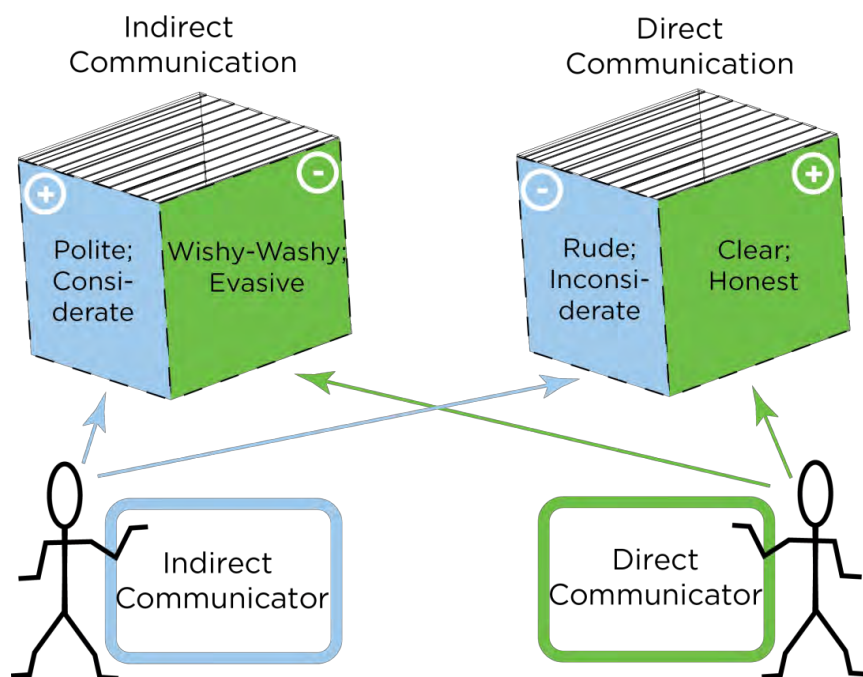 Indirect
Communication
Direct
Communication
+
-
-
+
Polite;
Consi-
derate
Wishy-Washy;
Evasive
Rude;
Inconsi-
derate
Clear;
Honest
Indirect
Communicator
Direct
Communicator